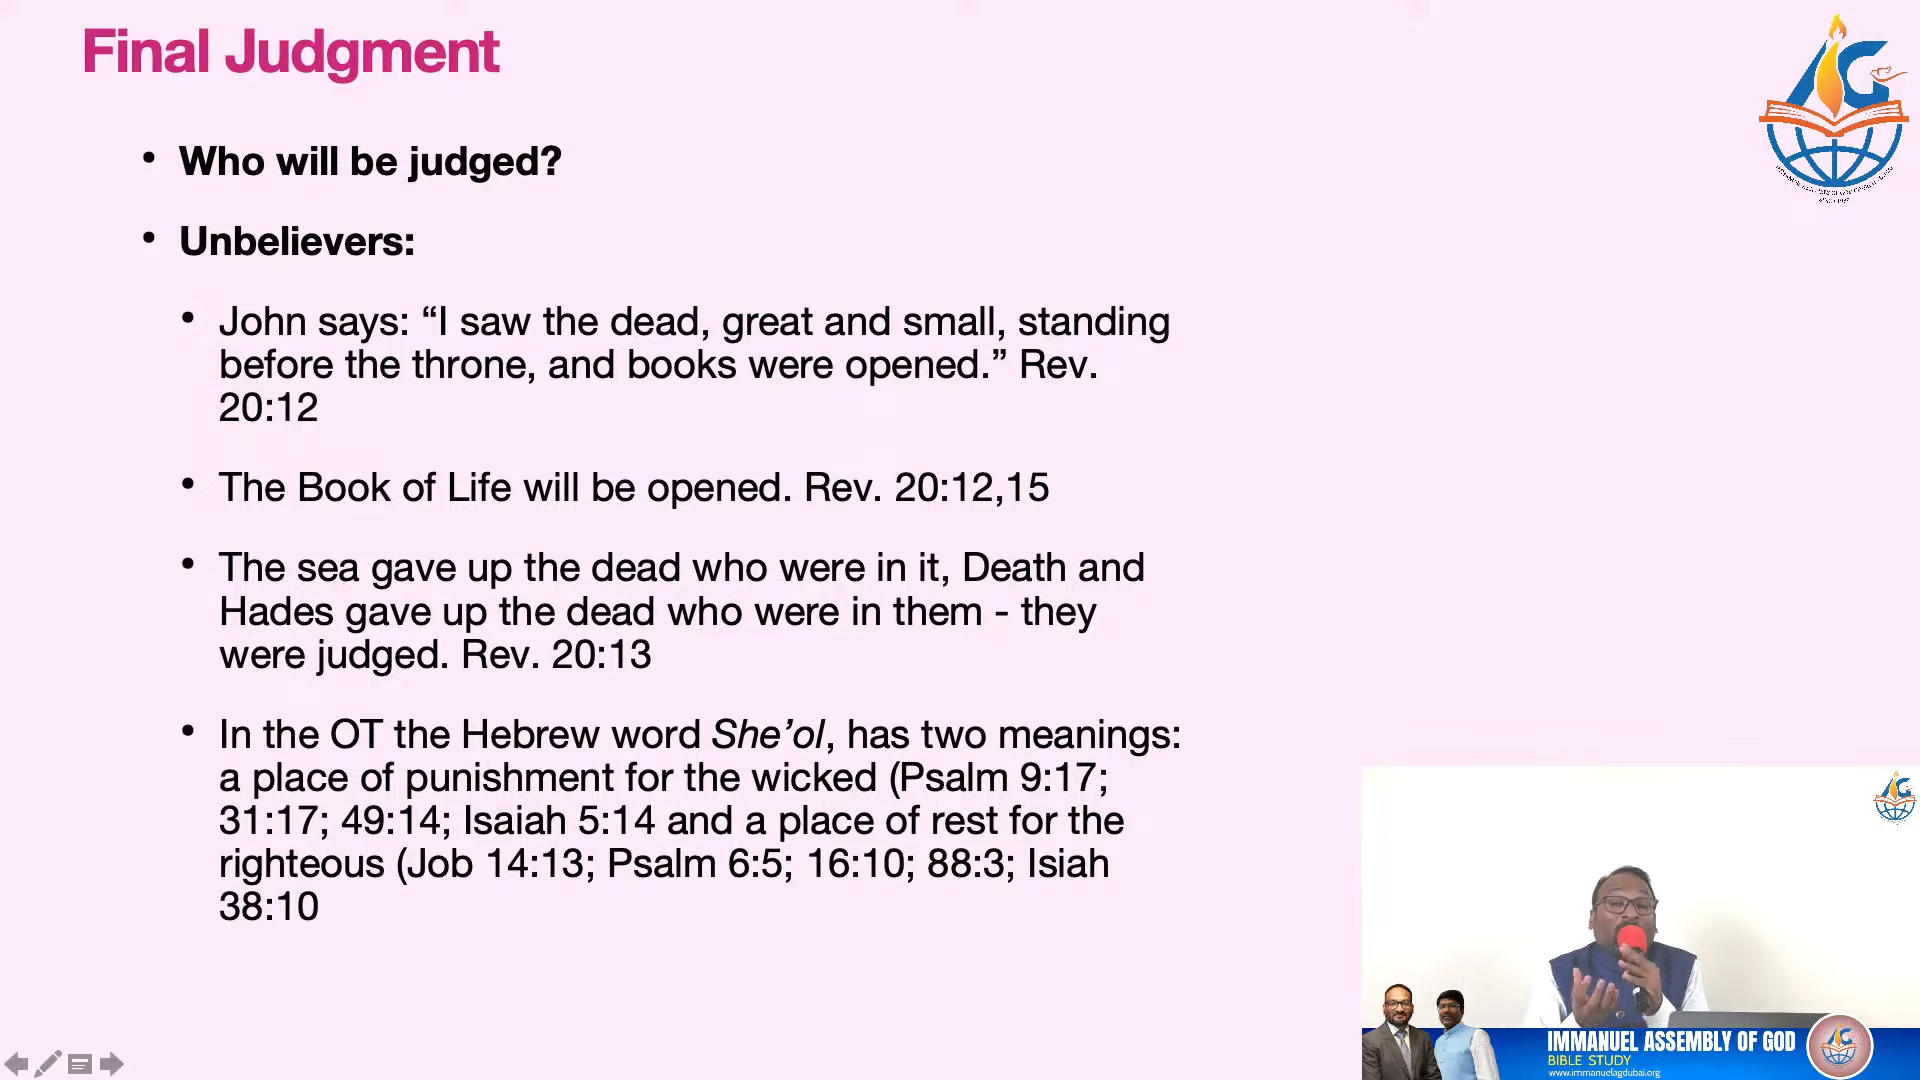 Final Judgment
• Who will be judged?
• Unbelievers:
• John says: “I saw the dead, great and small, standing
before the throne, and books were opened.” Rev.
20:12
• The Book of Life will be opened. Rev. 20:12,15
• The sea gave up the dead who were in it, Death and
Hades gave up the dead who were in them - they
were judged. Rev. 20:13
• In the OT the Hebrew word She’ol, has two meanings:
a place of punishment for the wicked (Psalm 9:17;
31:17; 49:14; Isaiah 5:14 and a place of rest for the
righteous (Job 14:13; Psalm 6:5; 16:10; 88:3; Isiah
38:10
AG
IMMANUEL ASSEMBLY OF GOD
BIBLE STUDY
www.immanuelagdubai.org